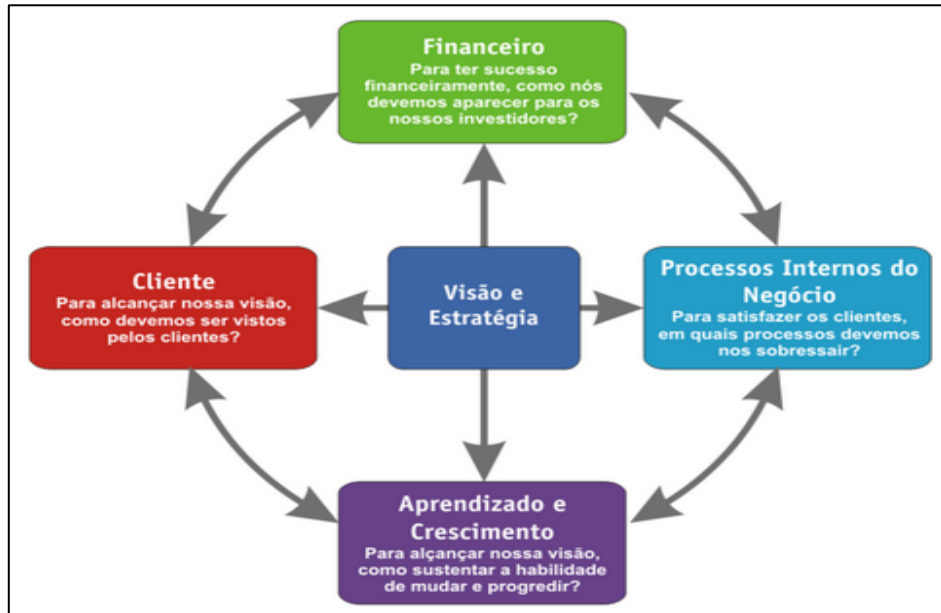 Financeiro
Para ter sucesso
financeiramente, como nós
devemos aparecer para os
nossos investidores?
Cliente
Para alcançar nossa visão,
como devemos ser vistos
pelos clientes?
Visão e
Estratégia
Processos Internos do
Negócio
Para satisfazer os clientes,
em quais processos devemos
nos sobressair?
Aprendizado e
Crescimento
Para alçançar nossa visão,
como sustentar a habilidade
de mudar e progredir?